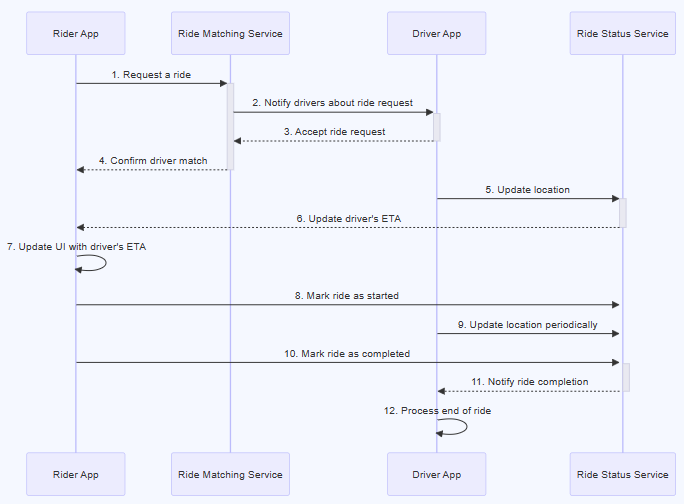 Rider App
Ride Matching Service
Driver App
Ride Status Service
1. Request a ride
2. Notify drivers about ride request
3. Accept ride request
4. Confirm driver match
5. Update location
6. Update driver's ETA
7. Update UI with driver's ETA
8. Mark ride as started
9. Update location periodically
10. Mark ride as completed
11. Notify ride completion
12. Process end of ride
Rider App
Ride Matching Service
Driver App
Ride Status Service